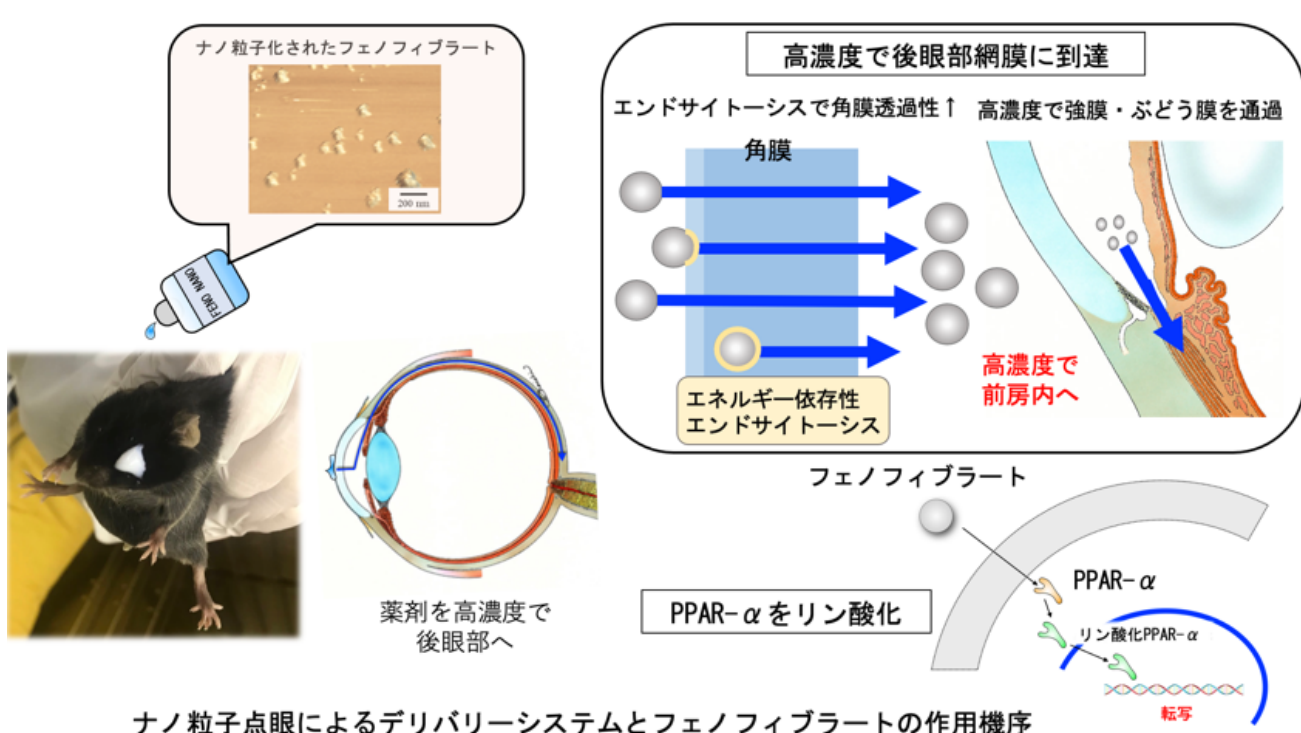 ナノ粒子化されたフェノフィブラート
200 nm
FENO NANO
高濃度で後眼部網膜に到達
エンドサイトーシスで角膜透過性↑
高濃度で強膜・ぶどう膜を通過
角膜
エネルギー依存性
エンドサイトーシス
高濃度で
前房内へ
薬剤を高濃度で
後眼部へ
フェノフィブラート
PPAR-α
PPAR-αをリン酸化
リン酸化PPAR-α
転写
ナノ粒子点眼によるデリバリーシステムとフェノフィブラートの作用機序